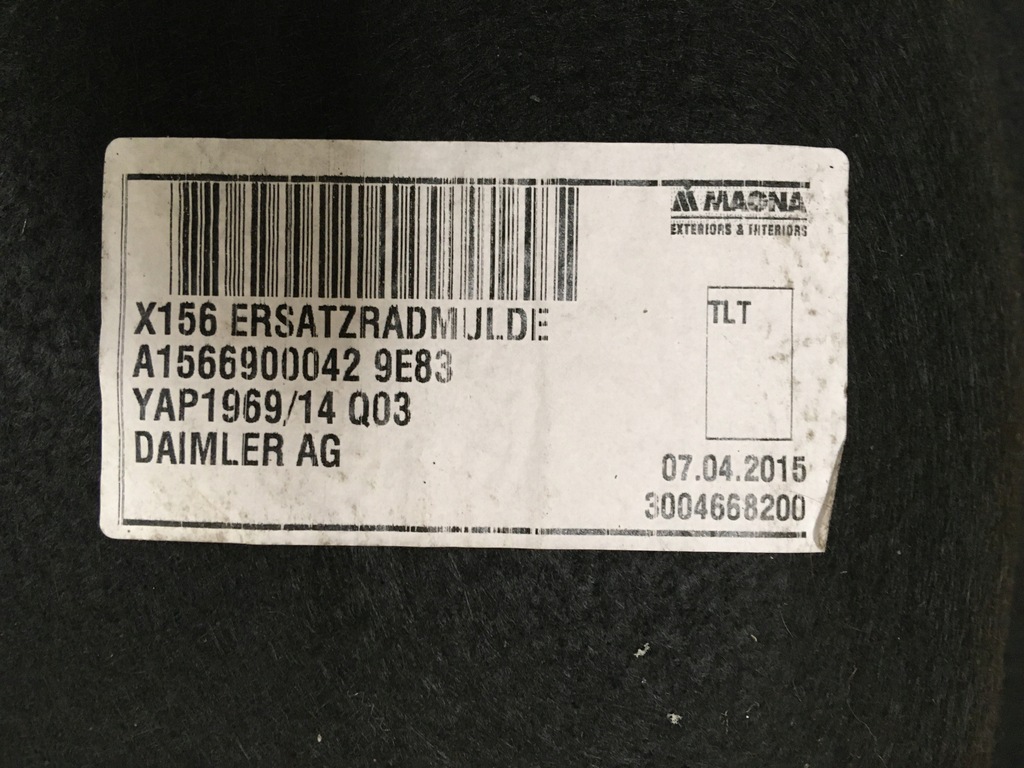 MAGNA
EXTERIORS & INTERIORS
X156 ERSATZRADMULDE
A1566900042 9E83
YAP1969/14 Q03
DAIMLER AG
TLT
07.04.2015
3004668200